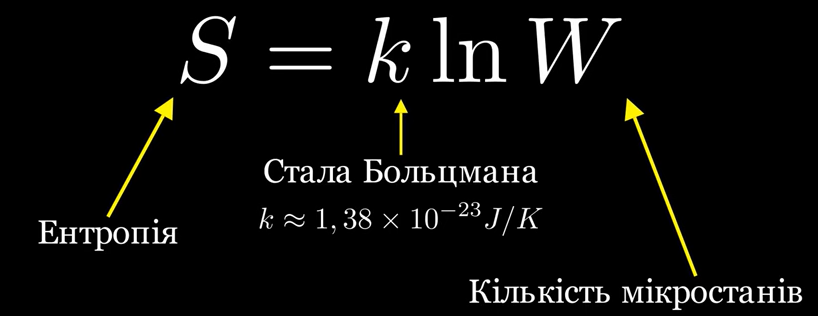 S = k ln W
Стала Больцмана
k ≈ 1,38 × 10⁻²³ J/K
Ентропія
Кількість мікростанів